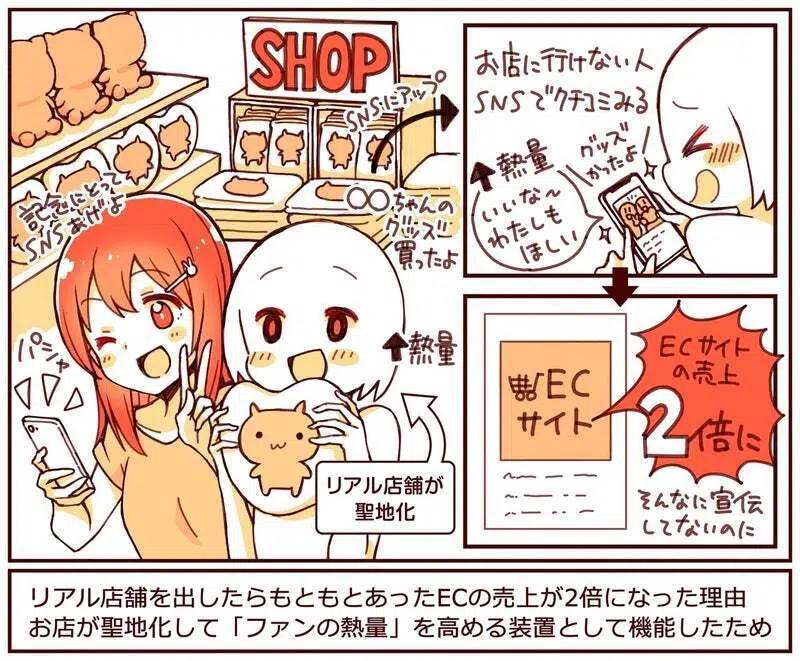 SHOP
SNSにアップ
記念にとって
SNSあげよ
○○ちゃんの
グッズ
買ったよ
パシャ
熱量
リアル店舗が
聖地化
お店に行けない人
SNSでクチコミみる
グッズ
かったよ！
熱量
いいな〜
わたしも
ほしい
ECサイト
の売上
2倍に
EC
サイト
そんなに宣伝
してないのに
リアル店舗を出したらもともとあったECの売上が2倍になった理由
お店が聖地化して「ファンの熱量」を高める装置として機能したため